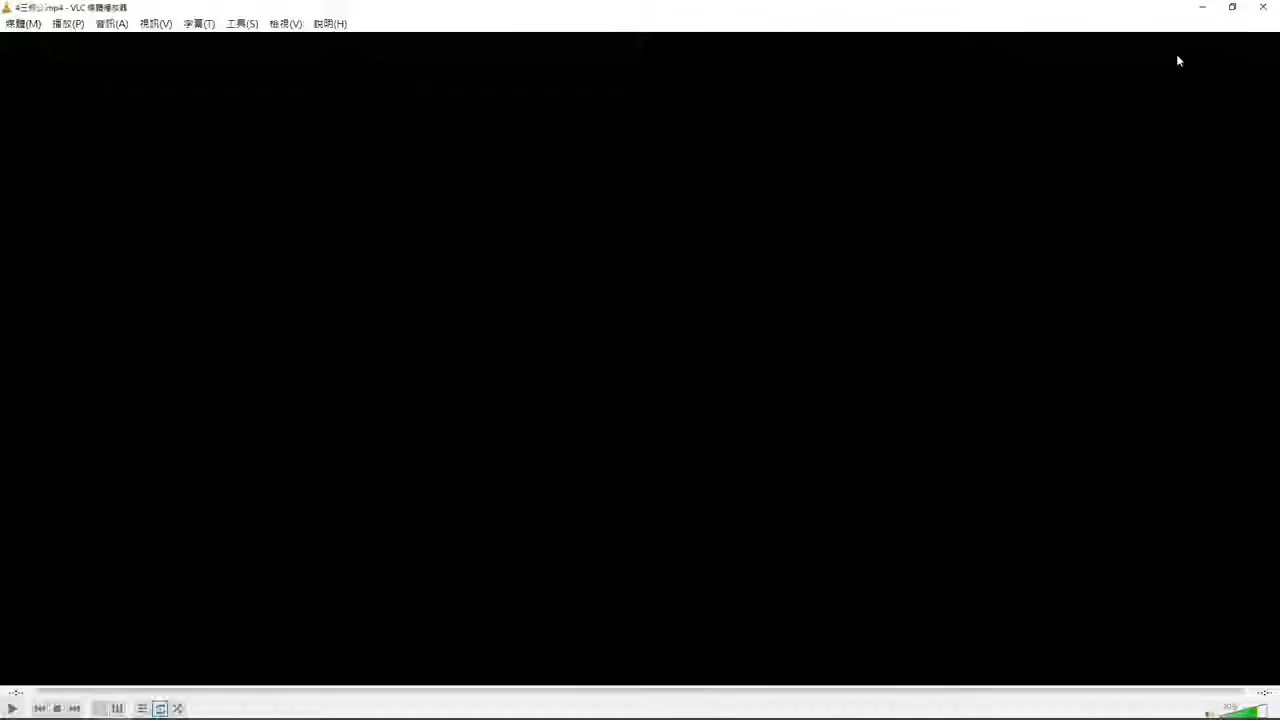 .mp4 - VLC 媒體播放器
媒體(M) 播放(P) 音訊(A) 視訊(V) 字幕(T) 工具(S) 檢視(V) 說明(H)
--:--
--:--